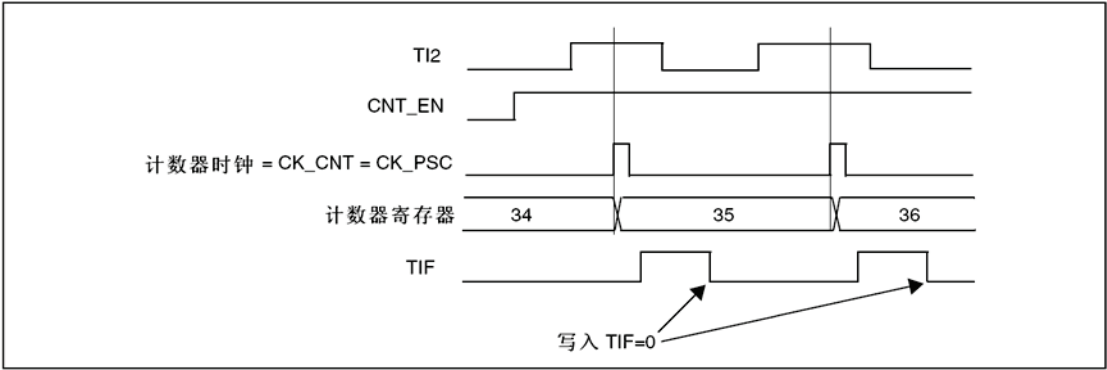 TI2
CNT_EN
计数器时钟 = CK_CNT = CK_PSC
计数器寄存器 34 35 36
TIF
写入 TIF=0